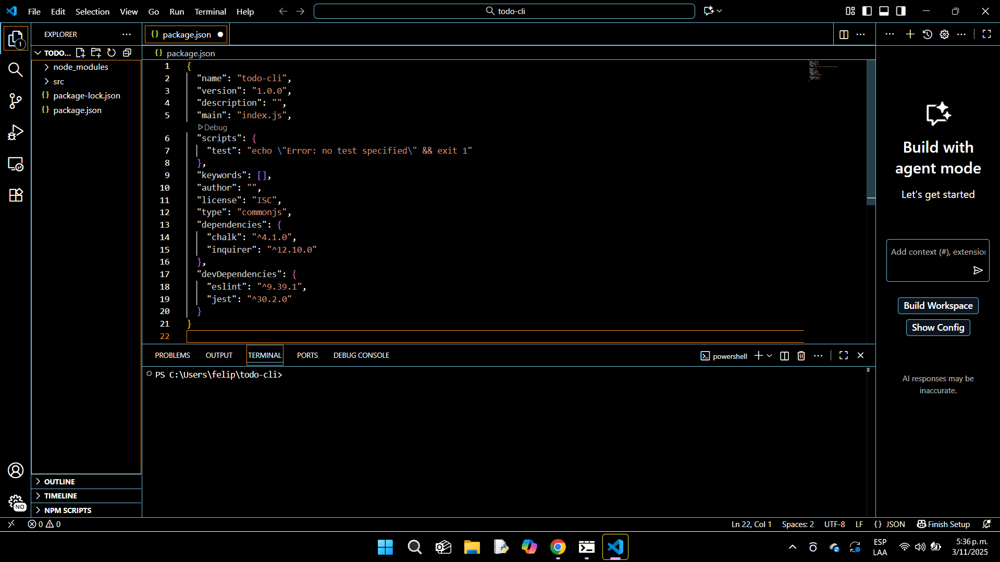 File Edit Selection View Go Run Terminal Help
todo-cli
EXPLORER
TODO...
node_modules
src
package-lock.json
package.json
OUTLINE
TIMELINE
NPM SCRIPTS
1
NO
package.json
package.json
1 {
2 "name": "todo-cli",
3 "version": "1.0.0",
4 "description": "",
5 "main": "index.js",
Debug
6 "scripts": {
7 "test": "echo \"Error: no test specified\" && exit 1"
8 },
9 "keywords": [],
10 "author": "",
11 "license": "ISC",
12 "type": "commonjs",
13 "dependencies": {
14 "chalk": "^4.1.0",
15 "inquirer": "^12.10.0"
16 },
17 "devDependencies": {
18 "eslint": "^9.39.1",
19 "jest": "^30.2.0"
20 }
21 }
22
PROBLEMS OUTPUT TERMINAL PORTS DEBUG CONSOLE
powershell
PS C:\Users\felip\todo-cli>
Build with
agent mode
Let's get started
Add context (#), extension
Build Workspace
Show Config
AI responses may be
inaccurate.
0 0
Ln 22, Col 1 Spaces: 2 UTF-8 LF {} JSON Finish Setup
ESP
LAA
5:36 p. m.
3/11/2025